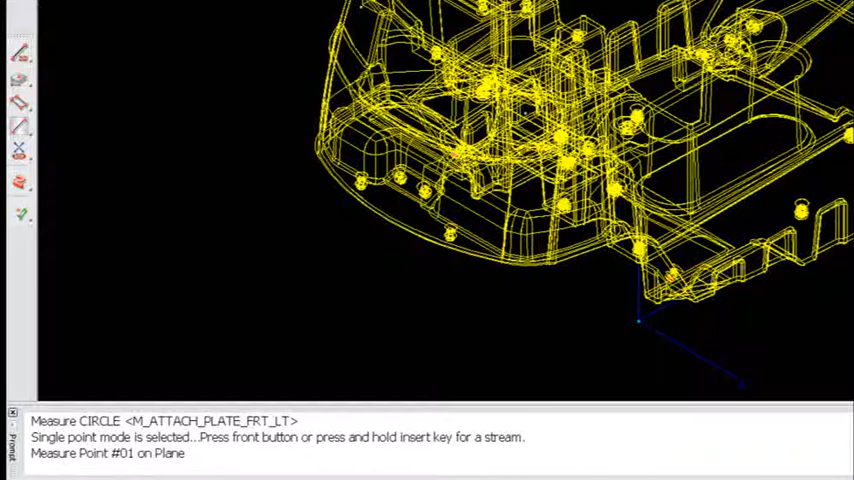 Measure CIRCLE <M_ATTACH_PLATE_FRT_LT>
Single point mode is selected...Press front button or press and hold insert key for a stream.
Measure Point #01 on Plane
Prompt